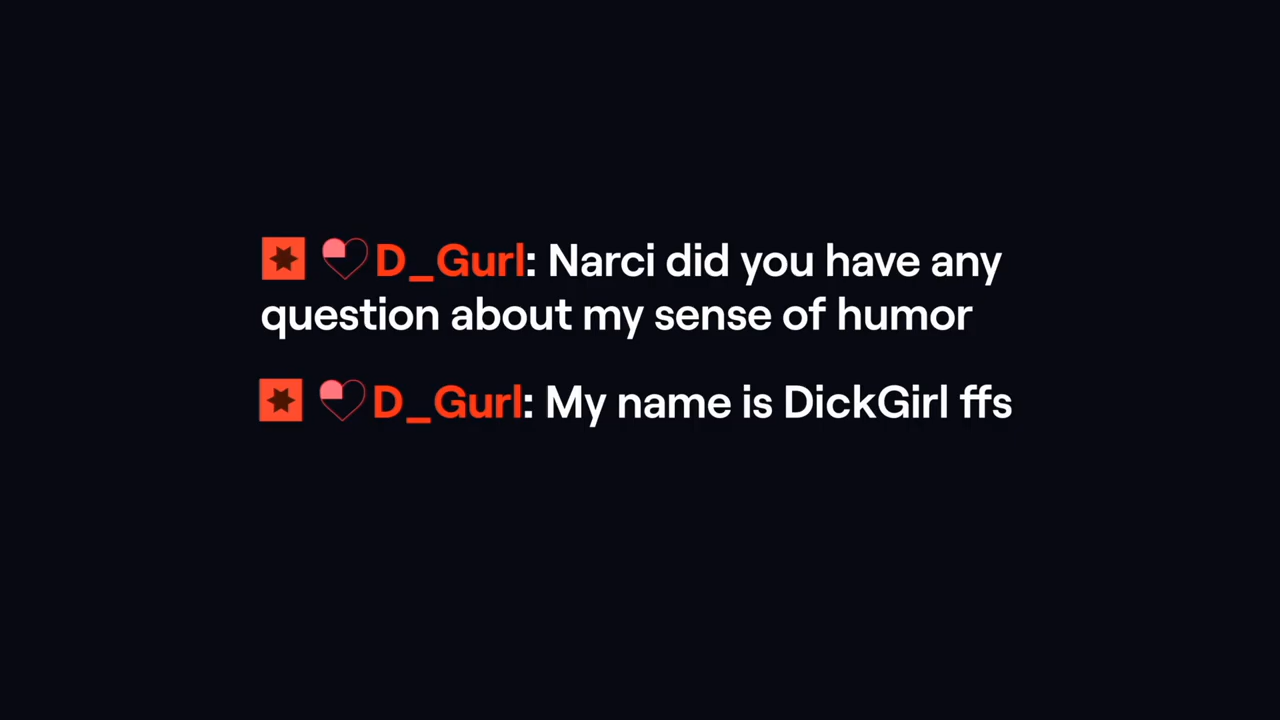 D_Gurl: Narci did you have any
question about my sense of humor
D_Gurl: My name is DickGirl ffs